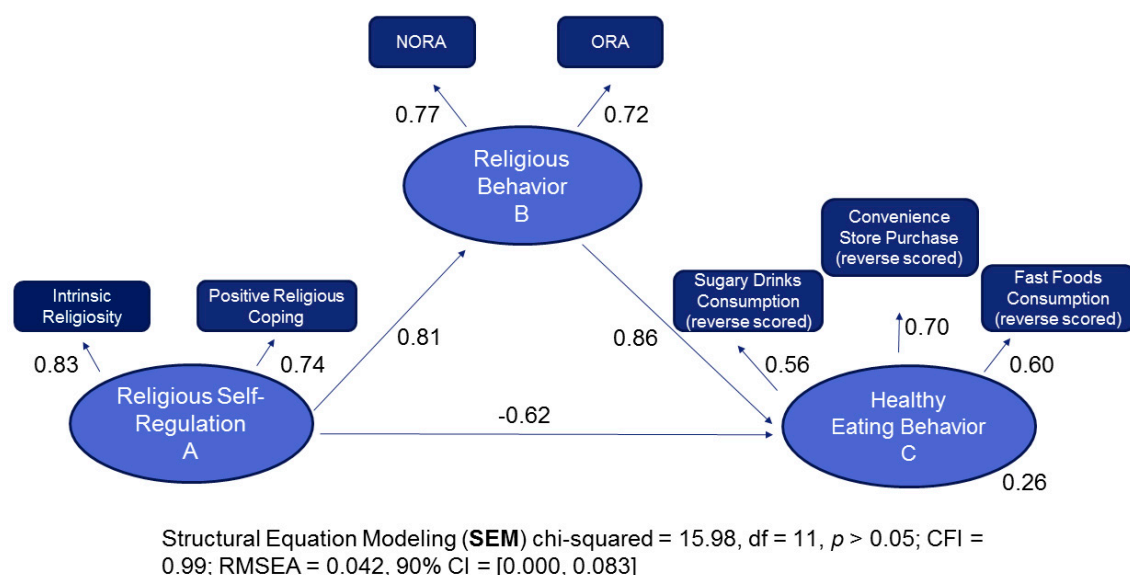 NORA
ORA
0.77
0.72
Religious
Behavior
B
Convenience
Store Purchase
(reverse scored)
Sugary Drinks
Consumption
(reverse scored)
Fast Foods
Consumption
(reverse scored)
Intrinsic
Religiosity
Positive Religious
Coping
0.81
0.86
0.70
0.83
0.74
0.56
0.60
Religious Self-
Regulation
A
-0.62
Healthy
Eating Behavior
C
0.26
Structural Equation Modeling (SEM) chi-squared = 15.98, df = 11, p > 0.05; CFI =
0.99; RMSEA = 0.042, 90% CI = [0.000, 0.083]